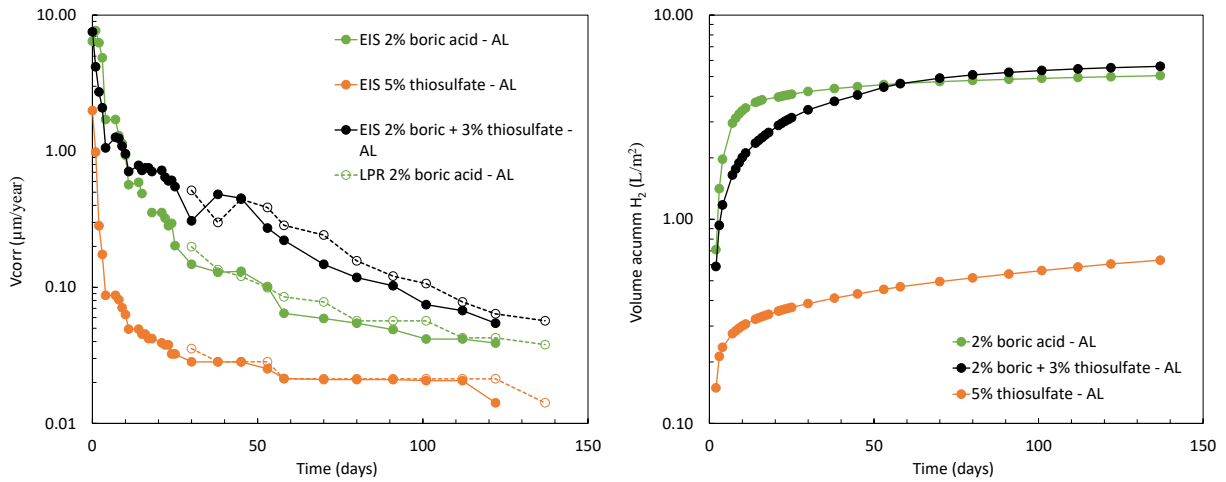 10.00
1.00
0.10
0.01
Vcorr (µm/year)
0
50
100
150
Time (days)
EIS 2% boric acid - AL
EIS 5% thiosulfate - AL
EIS 2% boric + 3% thiosulfate -
AL
LPR 2% boric acid - AL
10.00
1.00
0.10
Volume acumm H₂ (L/m²)
0
50
100
150
Time (days)
2% boric acid - AL
2% boric + 3% thiosulfate - AL
5% thiosulfate - AL